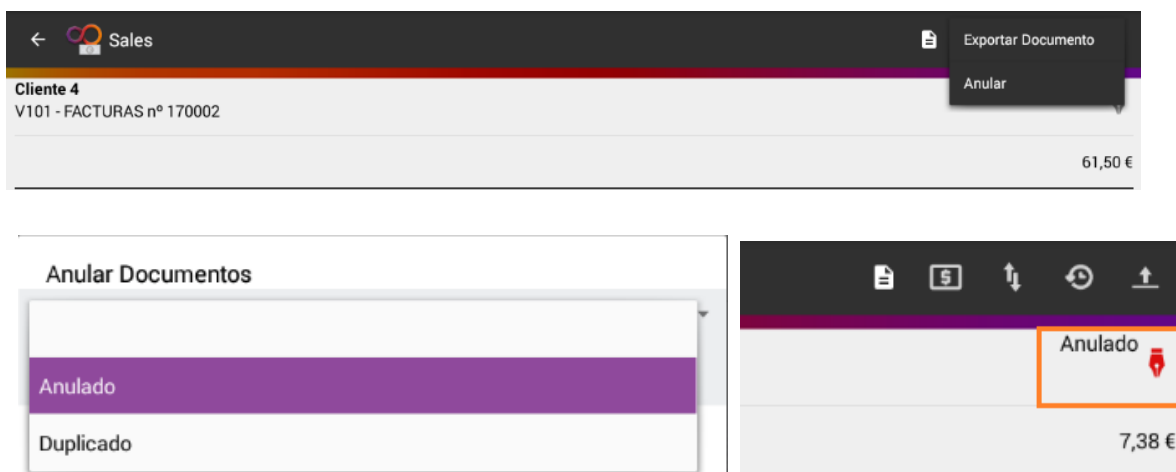 Sales
Exportar Documento
Anular
Cliente 4
V101 - FACTURAS nº 170002
61,50 €
Anular Documentos
Anulado
Duplicado
Anulado
7,38 €